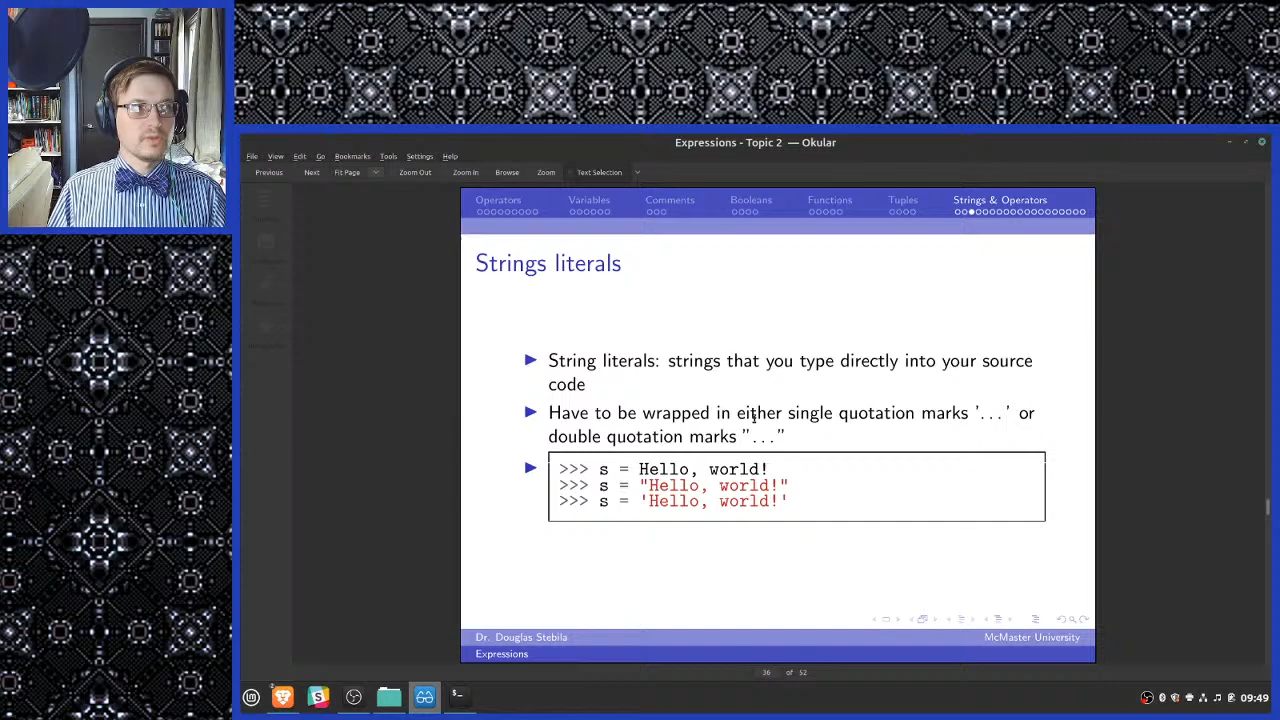 Expressions - Topic 2 — Okular
File View Edit Go Bookmarks Tools Settings Help
Previous Next Fit Page Zoom Out Zoom In Browse Zoom Text Selection
Operators Variables Comments Booleans Functions Tuples Strings & Operators
Strings literals
String literals: strings that you type directly into your source
code
Have to be wrapped in either single quotation marks '...' or
double quotation marks "..."
>>> s = Hello, world!
>>> s = "Hello, world!"
>>> s = 'Hello, world!'
Dr. Douglas Stebila McMaster University
Expressions
36 of 52
09:49